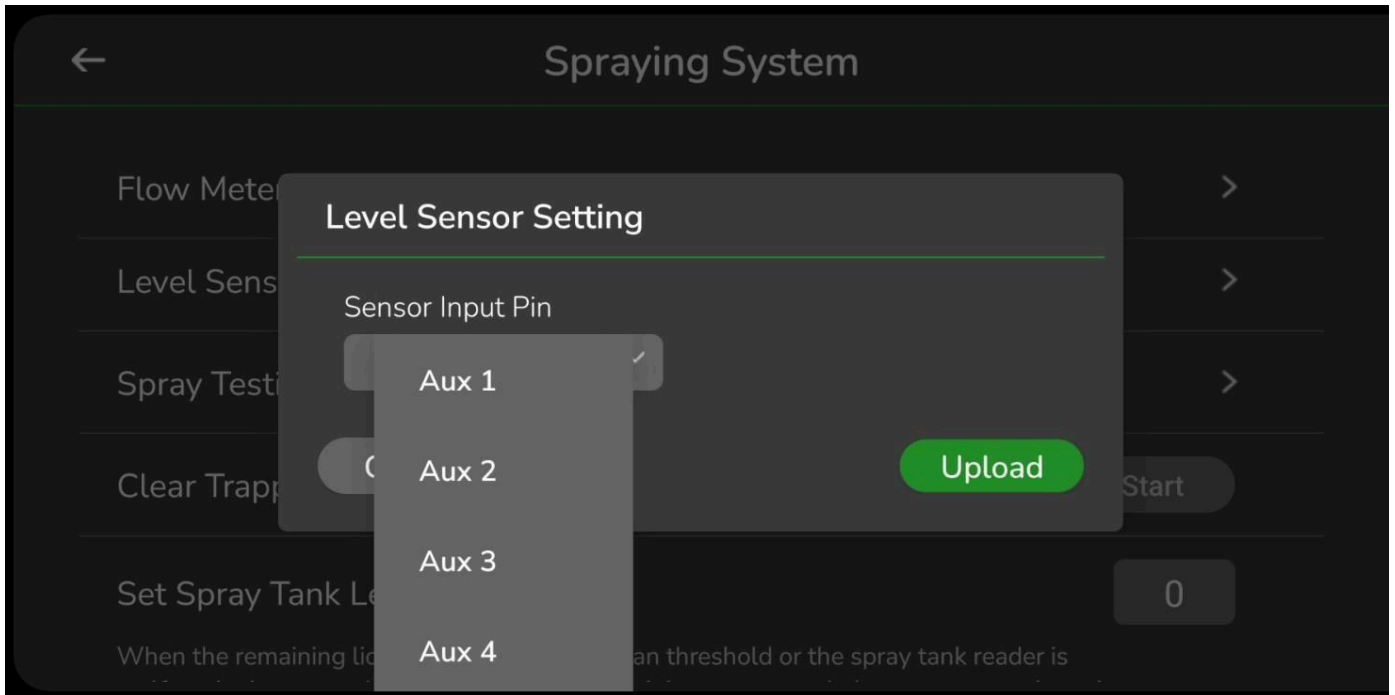 Spraying System
Flow Meter
Level Sens
Spray Testi
Clear Trapp
Start
Set Spray Tank Le
0
When the remaining lic
an threshold or the spray tank reader is
Level Sensor Setting
Sensor Input Pin
Aux 1
Aux 2
Aux 3
Aux 4
Upload